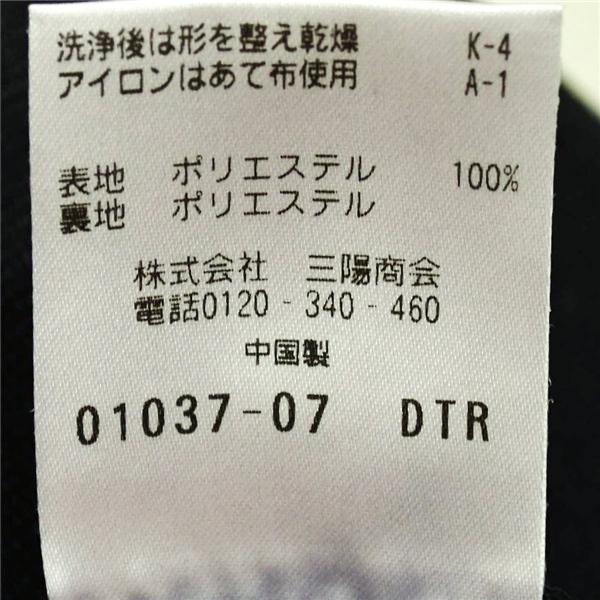 洗浄後は形を整え乾燥 K-4
アイロンはあて布使用 A-1
表地 ポリエステル 100%
裏地 ポリエステル
株式会社 三陽商会
電話0120-340-460
中国製
01037-07 DTR